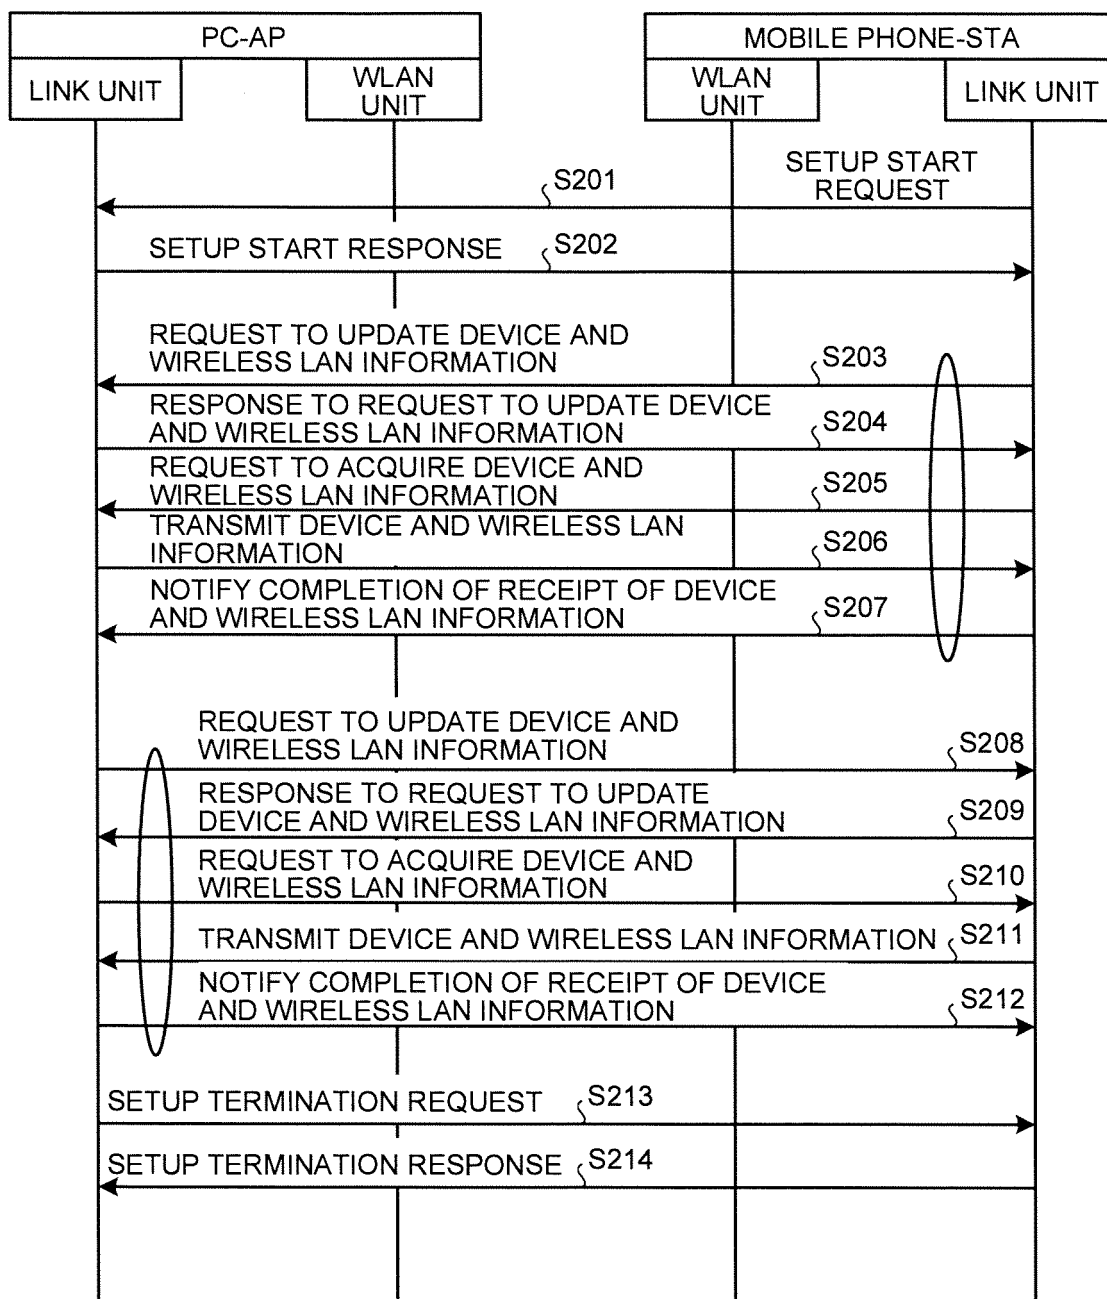 PC-AP
MOBILE PHONE-STA
LINK UNIT
WLAN
UNIT
WLAN
UNIT
LINK UNIT
SETUP START
REQUEST
S201
SETUP START RESPONSE
S202
REQUEST TO UPDATE DEVICE AND
WIRELESS LAN INFORMATION
S203
RESPONSE TO REQUEST TO UPDATE DEVICE
AND WIRELESS LAN INFORMATION
S204
REQUEST TO ACQUIRE DEVICE AND
WIRELESS LAN INFORMATION
S205
TRANSMIT DEVICE AND WIRELESS LAN
INFORMATION
S206
NOTIFY COMPLETION OF RECEIPT OF DEVICE
AND WIRELESS LAN INFORMATION
S207
REQUEST TO UPDATE DEVICE AND
WIRELESS LAN INFORMATION
S208
RESPONSE TO REQUEST TO UPDATE
DEVICE AND WIRELESS LAN INFORMATION
S209
REQUEST TO ACQUIRE DEVICE AND
WIRELESS LAN INFORMATION
S210
TRANSMIT DEVICE AND WIRELESS LAN INFORMATION
S211
NOTIFY COMPLETION OF RECEIPT OF DEVICE
AND WIRELESS LAN INFORMATION
S212
SETUP TERMINATION REQUEST
S213
SETUP TERMINATION RESPONSE
S214